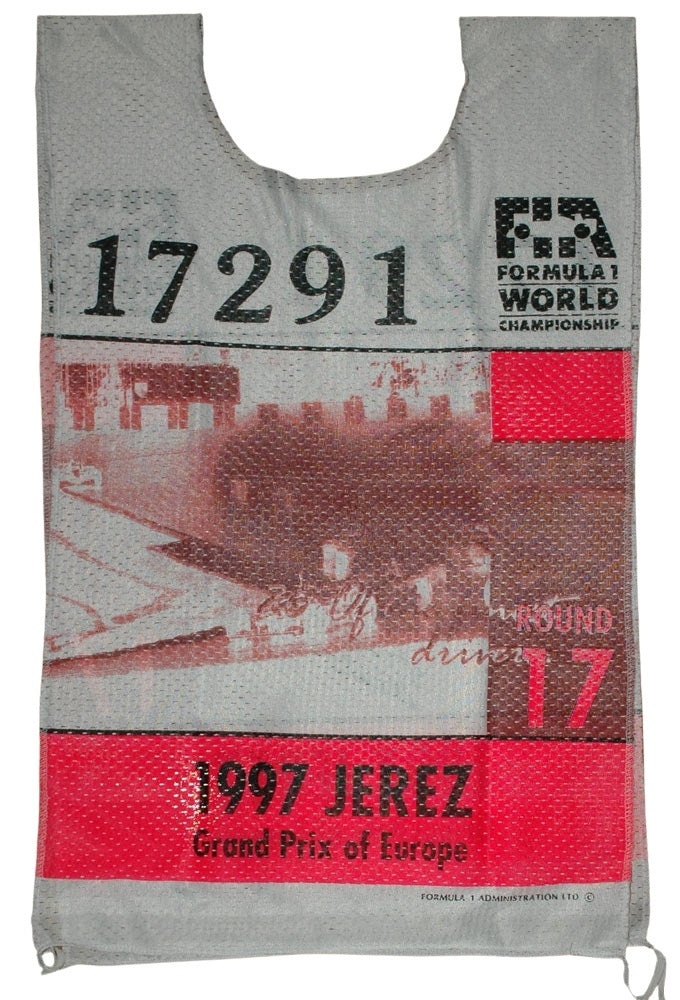 17291
FIA
FORMULA 1
WORLD
CHAMPIONSHIP
ROUND
17
1997 JEREZ
Grand Prix of Europe
FORMULA 1 ADMINISTRATION LTD ©